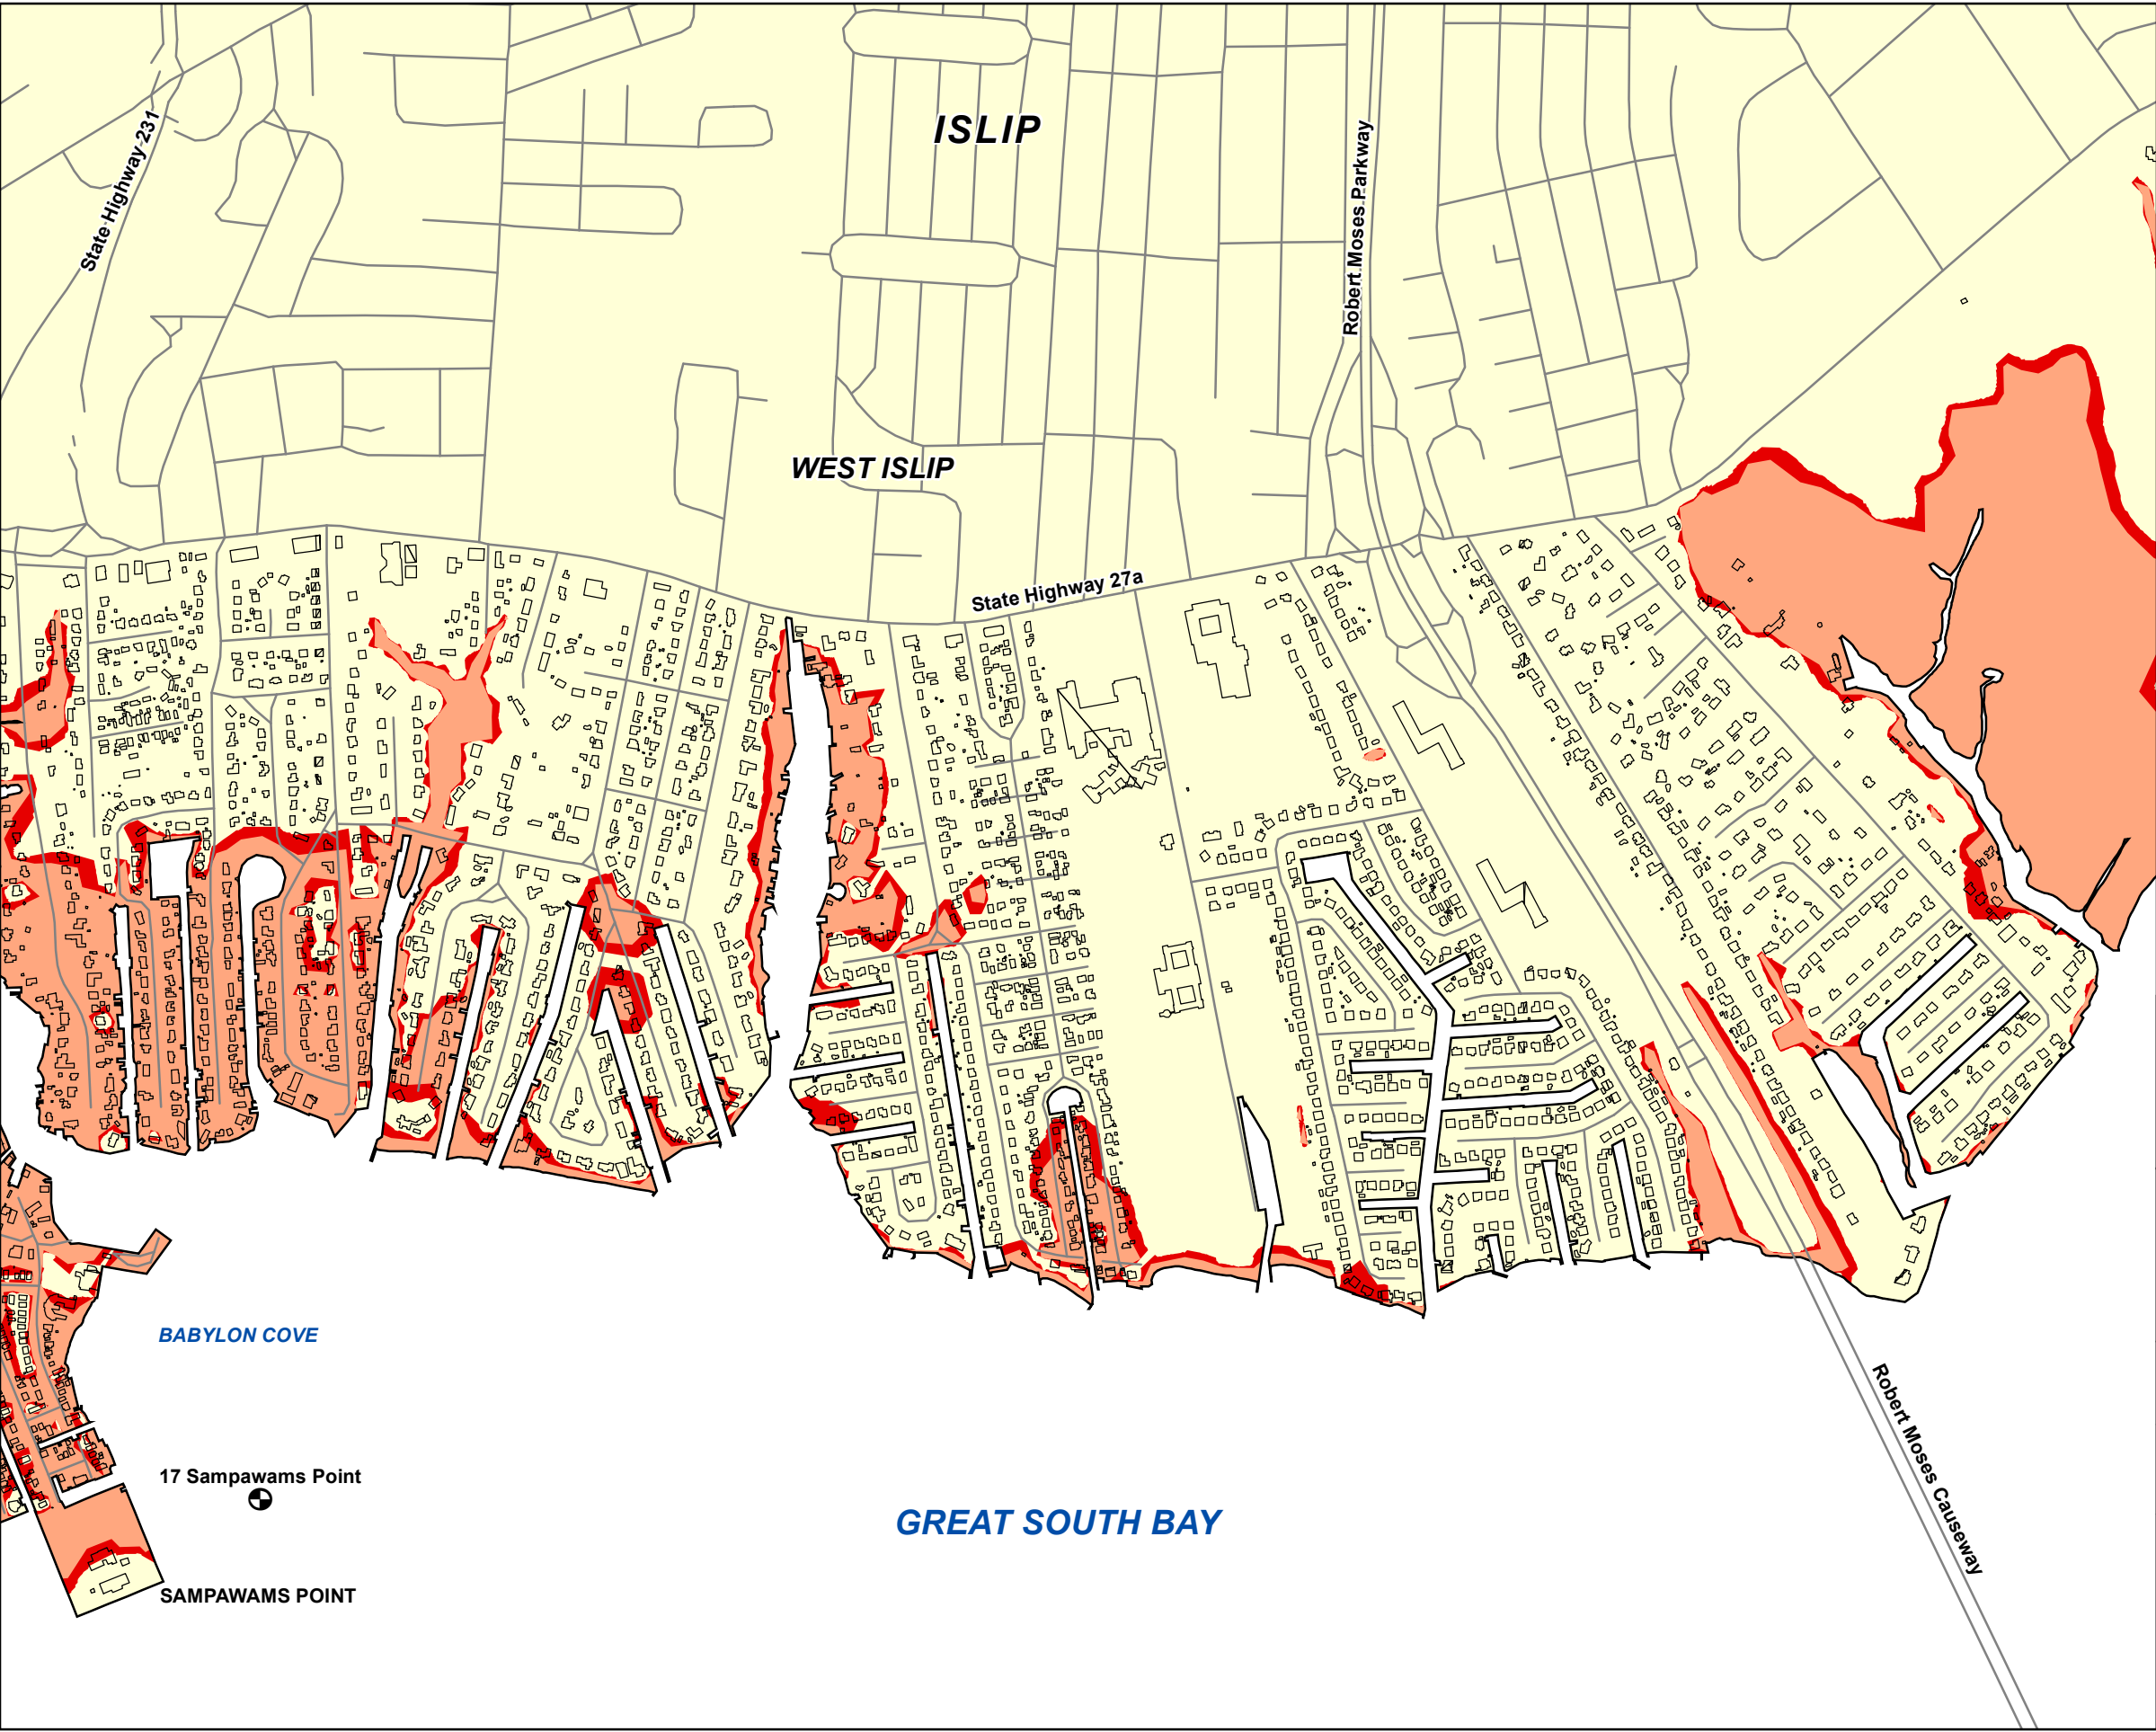 ISLIP
State Highway 231
Robert Moses Parkway
WEST ISLIP
State Highway 27a
BABYLON COVE
Robert Moses Causeway
17 Sampawams Point
GREAT SOUTH BAY
SAMPAWAMS POINT